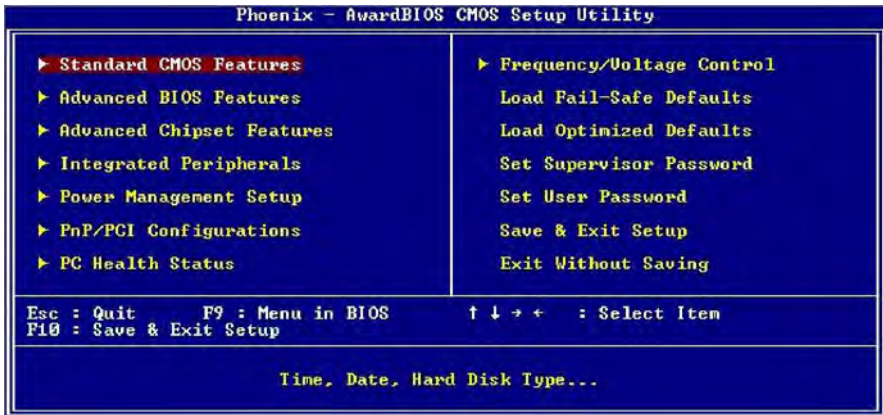 Phoenix - AwardBIOS CMOS Setup Utility
► Standard CMOS Features
► Advanced BIOS Features
► Advanced Chipset Features
► Integrated Peripherals
► Power Management Setup
► PnP/PCI Configurations
► PC Health Status
► Frequency/Voltage Control
Load Fail-Safe Defaults
Load Optimized Defaults
Set Supervisor Password
Set User Password
Save & Exit Setup
Exit Without Saving
Esc : Quit F9 : Menu in BIOS ↑ ↓ → ← : Select Item
F10 : Save & Exit Setup
Time, Date, Hard Disk Type...